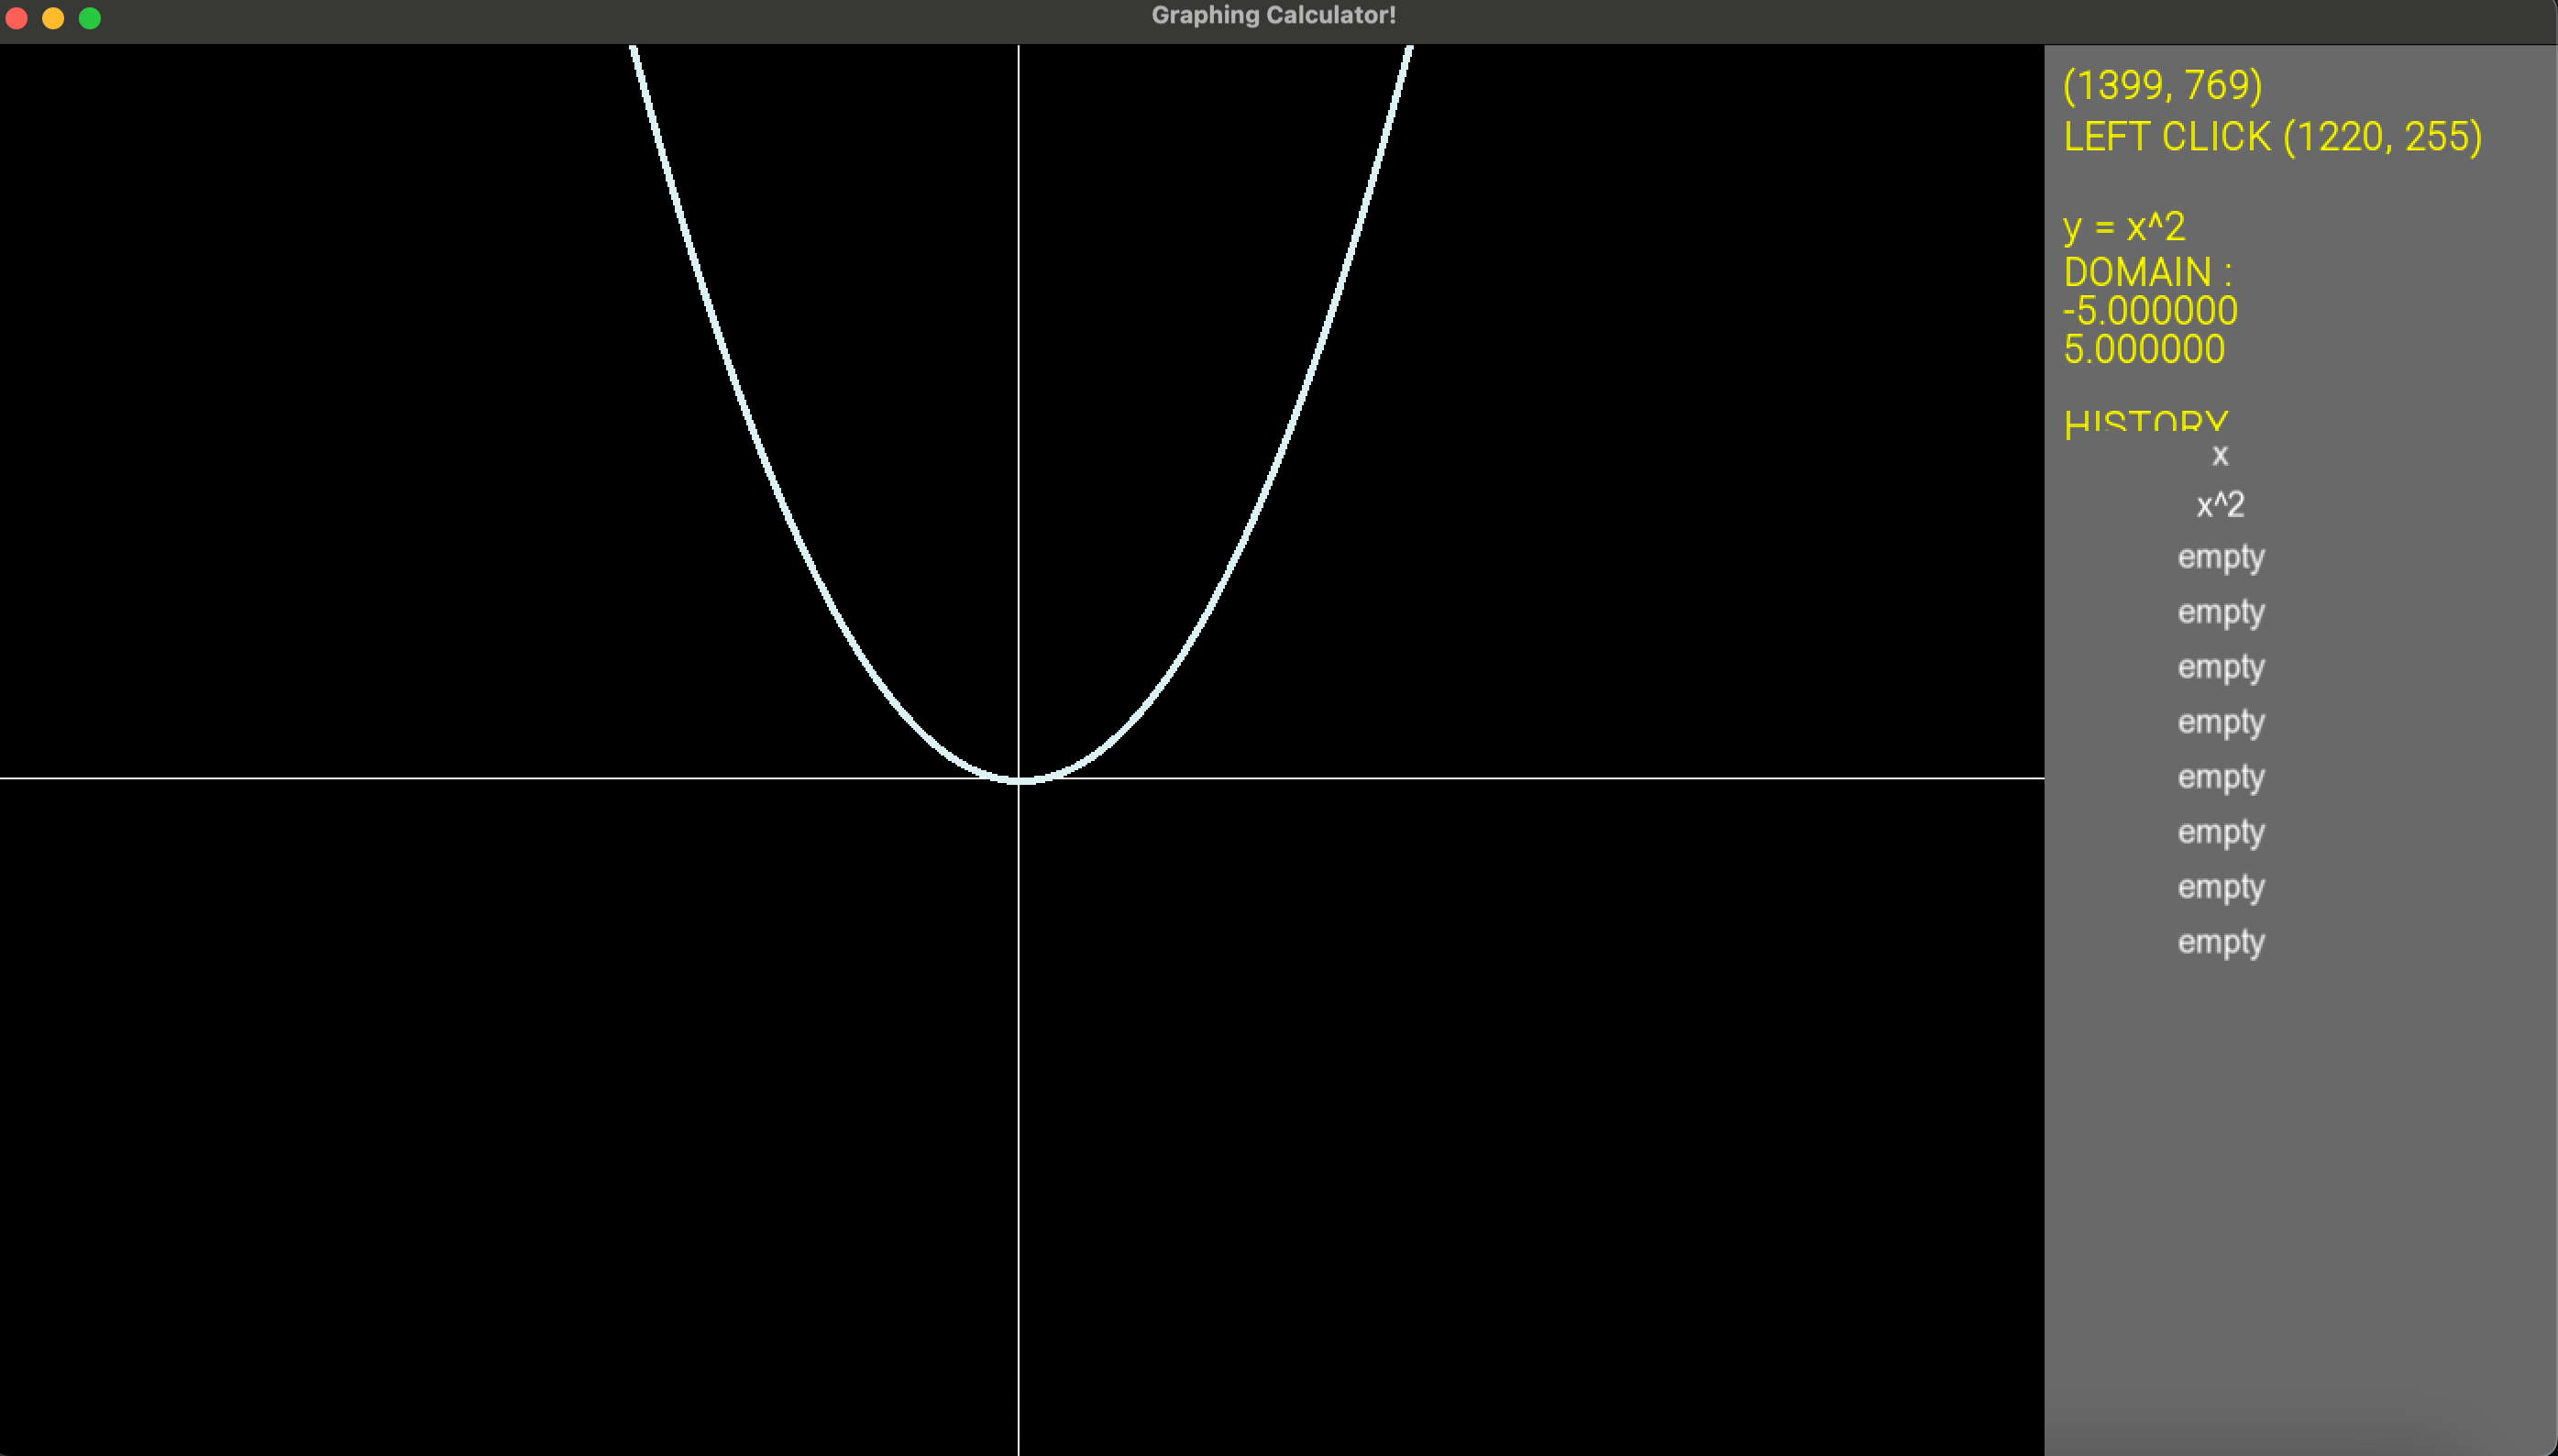 Graphing Calculator!
(1399, 769)
LEFT CLICK (1220, 255)
y = x^2
DOMAIN :
-5.000000
5.000000
HISTORY
x
x^2
empty
empty
empty
empty
empty
empty
empty
empty